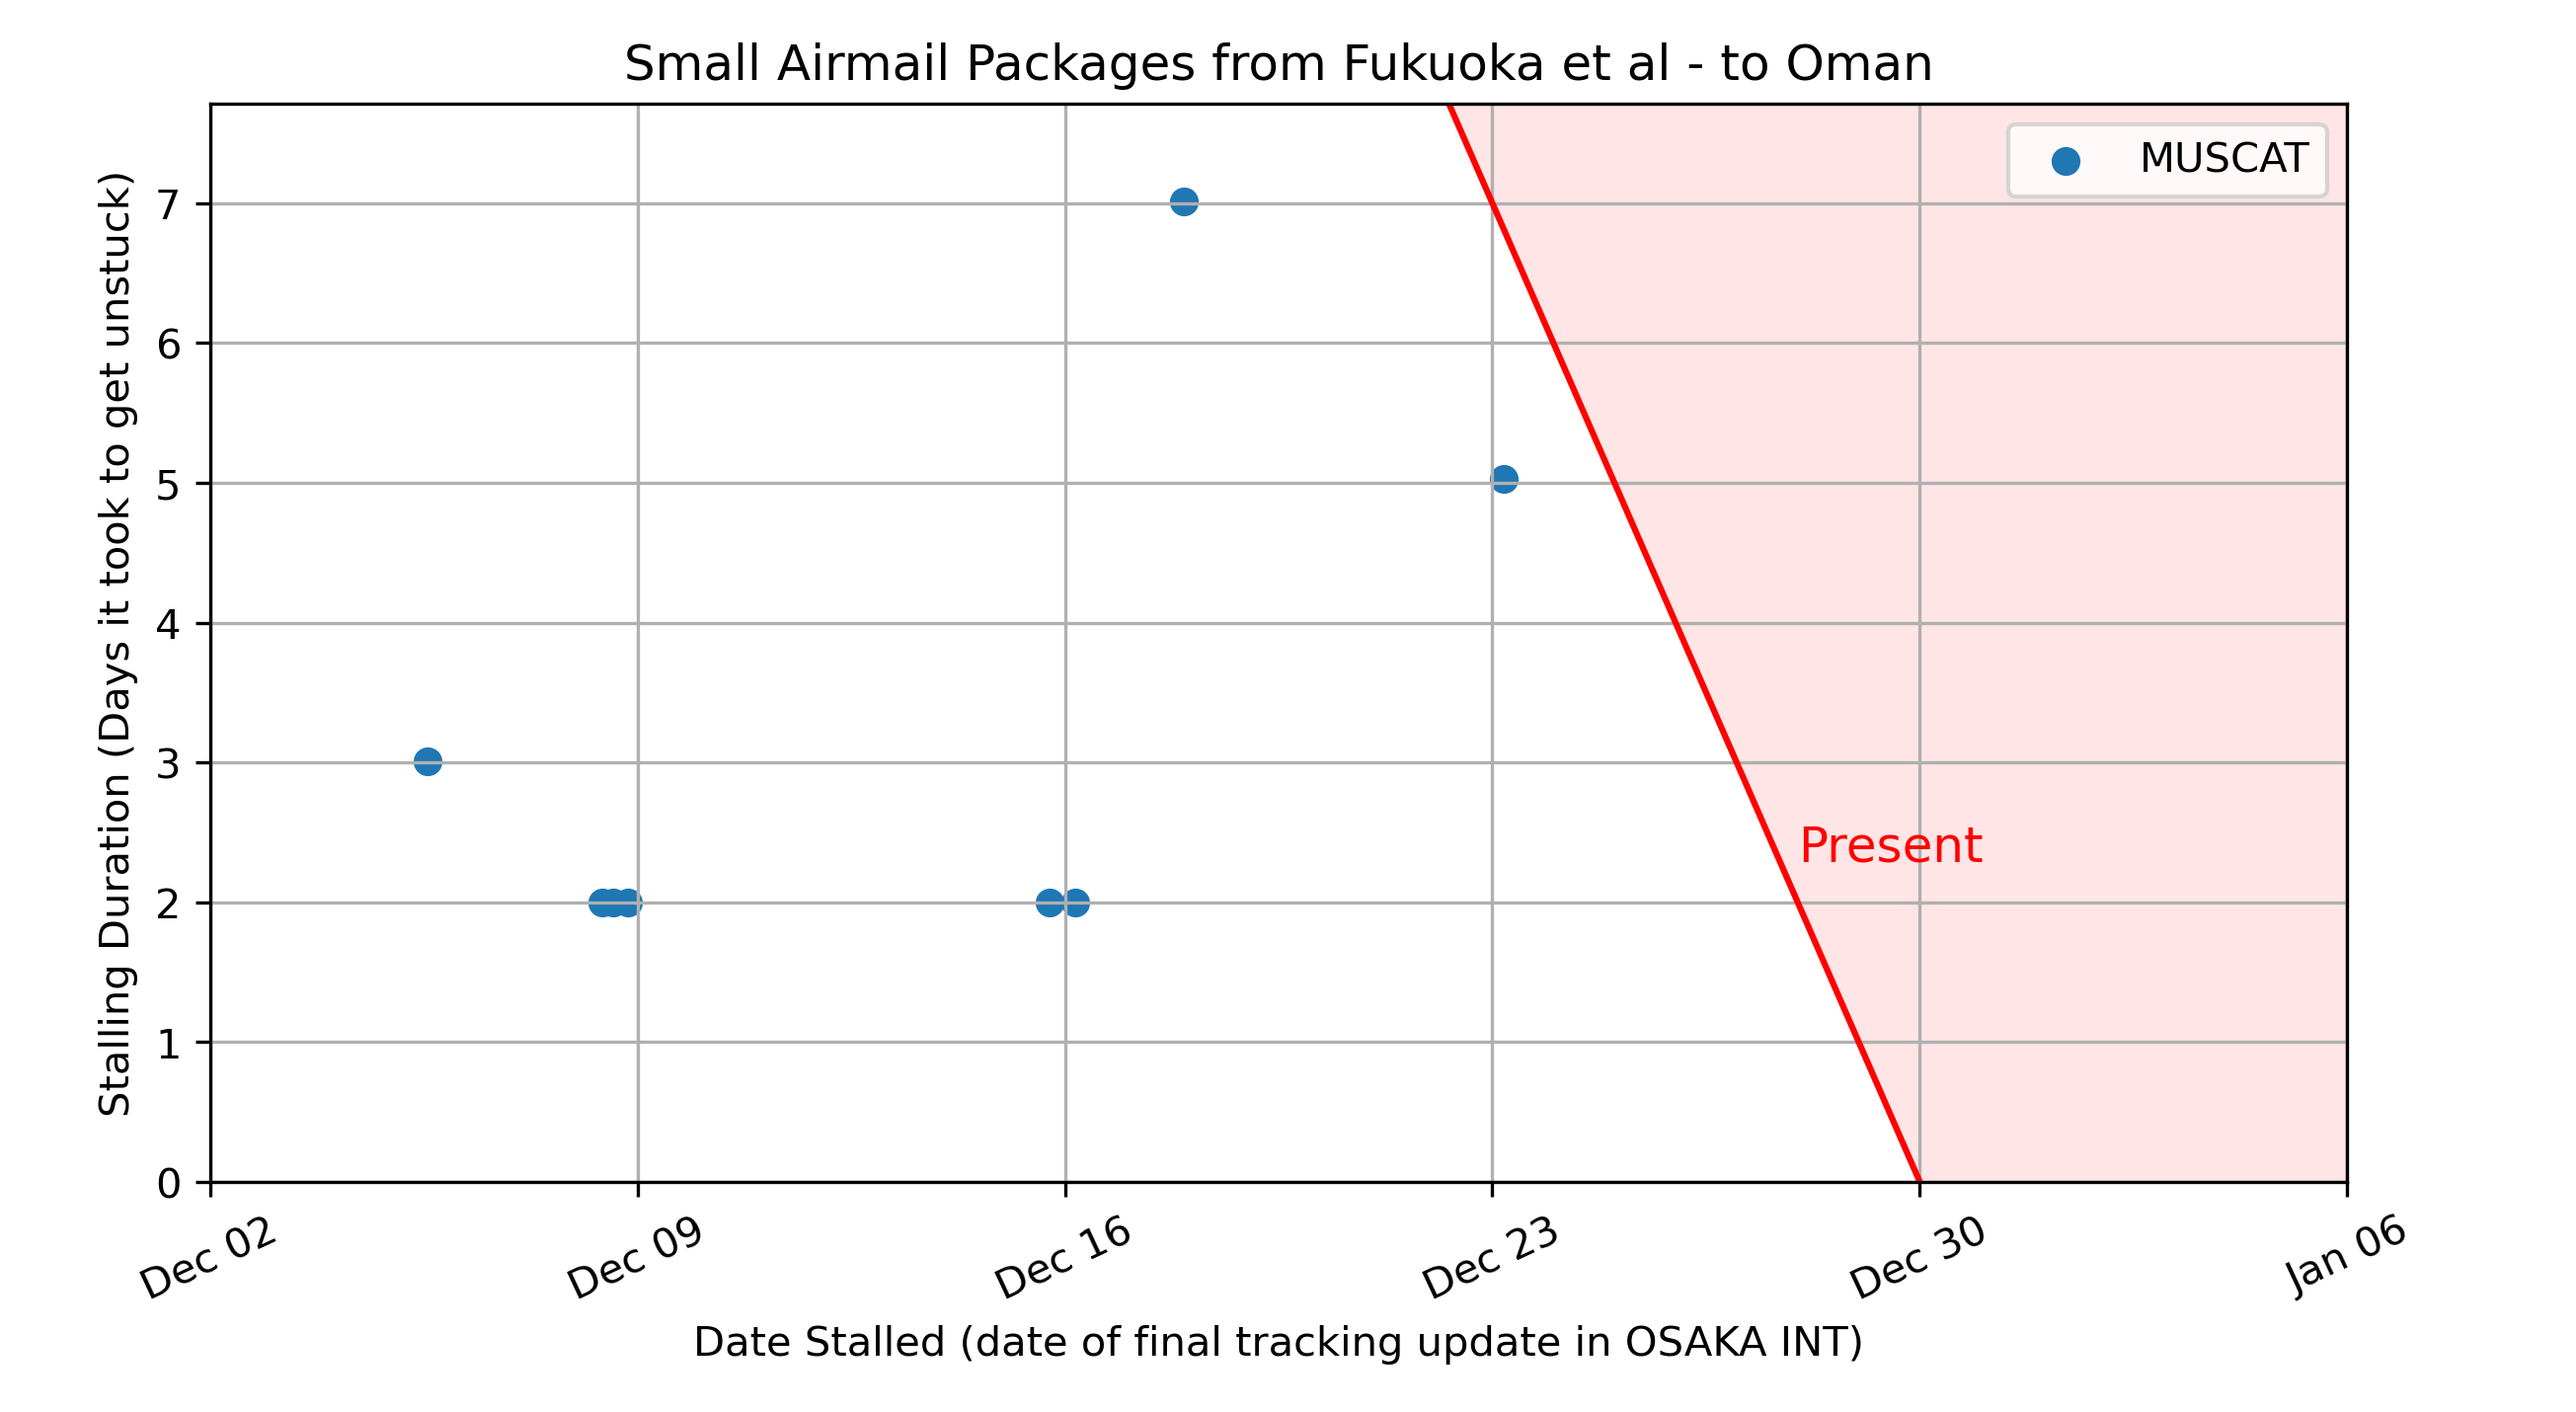 Small Airmail Packages from Fukuoka et al - to Oman
MUSCAT
Stalling Duration (Days it took to get unstuck)
7
6
5
4
3
2
1
0
Present
Dec 02
Dec 09
Dec 16
Dec 23
Dec 30
Jan 06
Date Stalled (date of final tracking update in OSAKA INT)